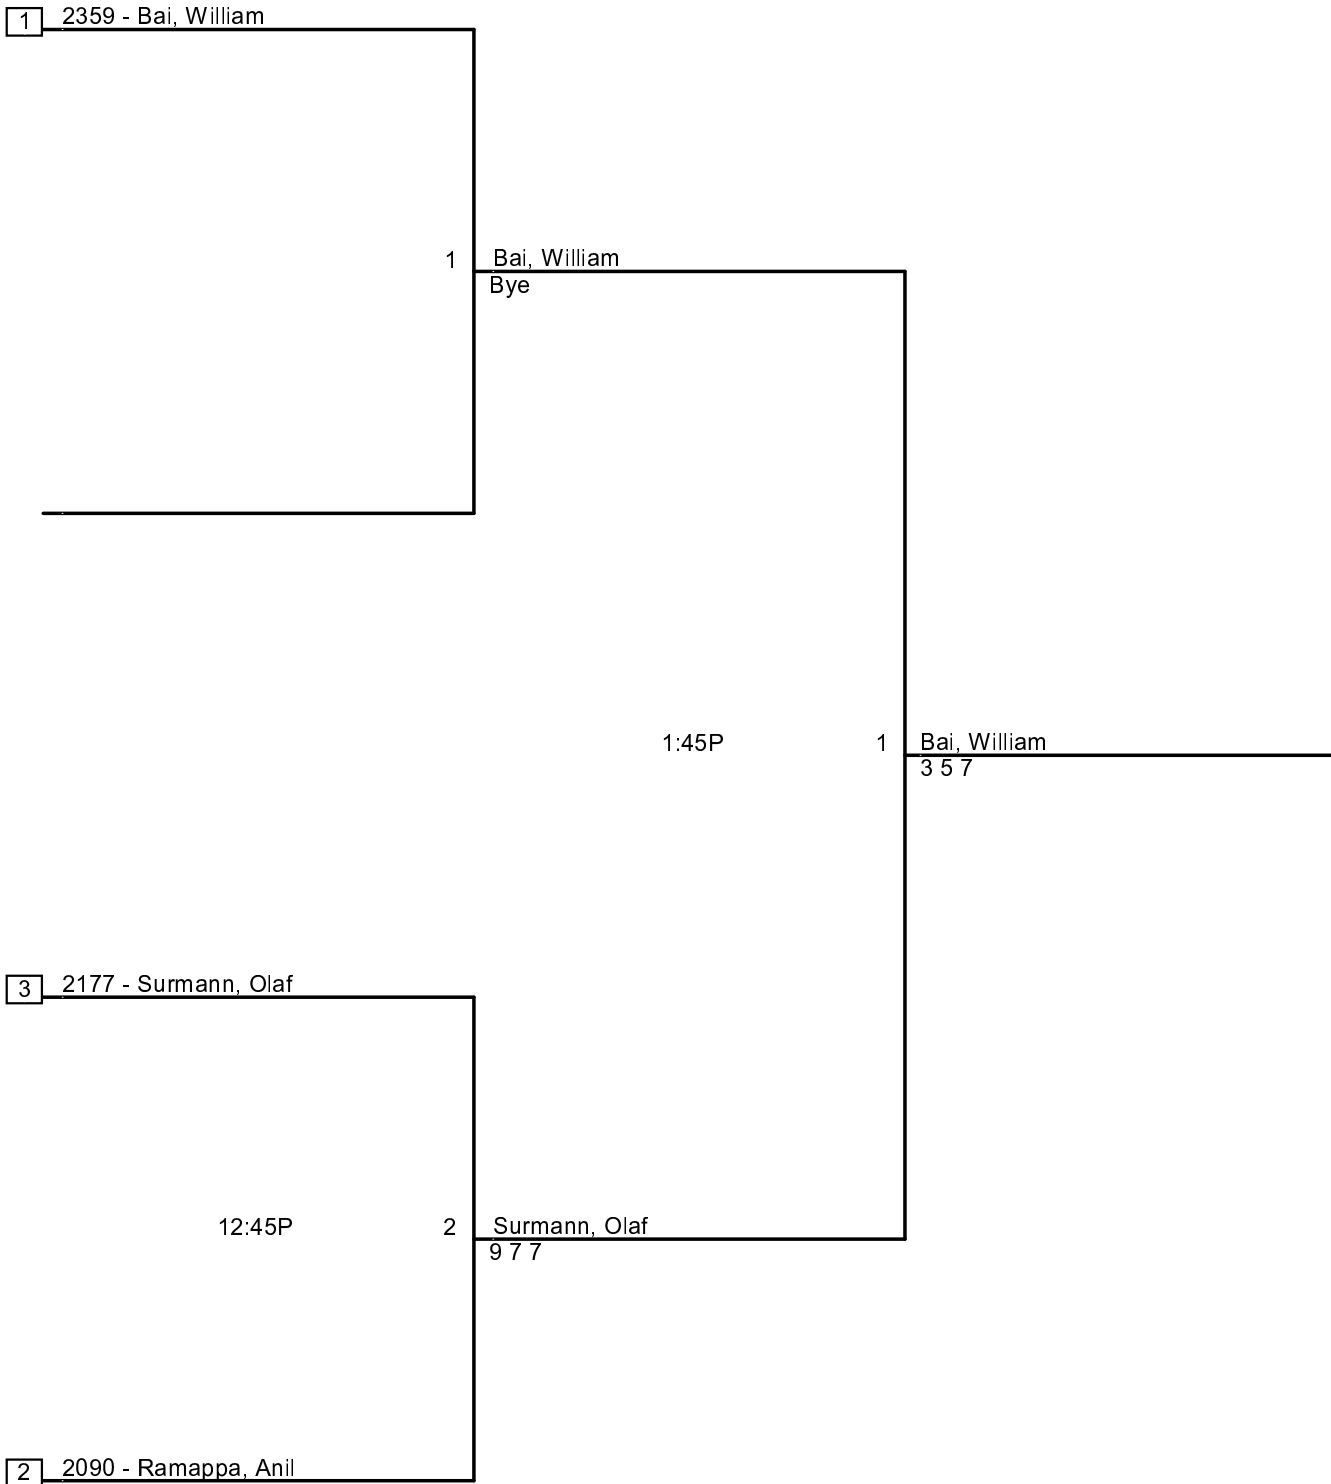 1 2359 - Bai, William
1 Bai, William
Bye
1:45P 1 Bai, William
3 5 7
3 2177 - Surmann, Olaf
12:45P 2 Surmann, Olaf
9 7 7
2 2090 - Ramappa, Anil